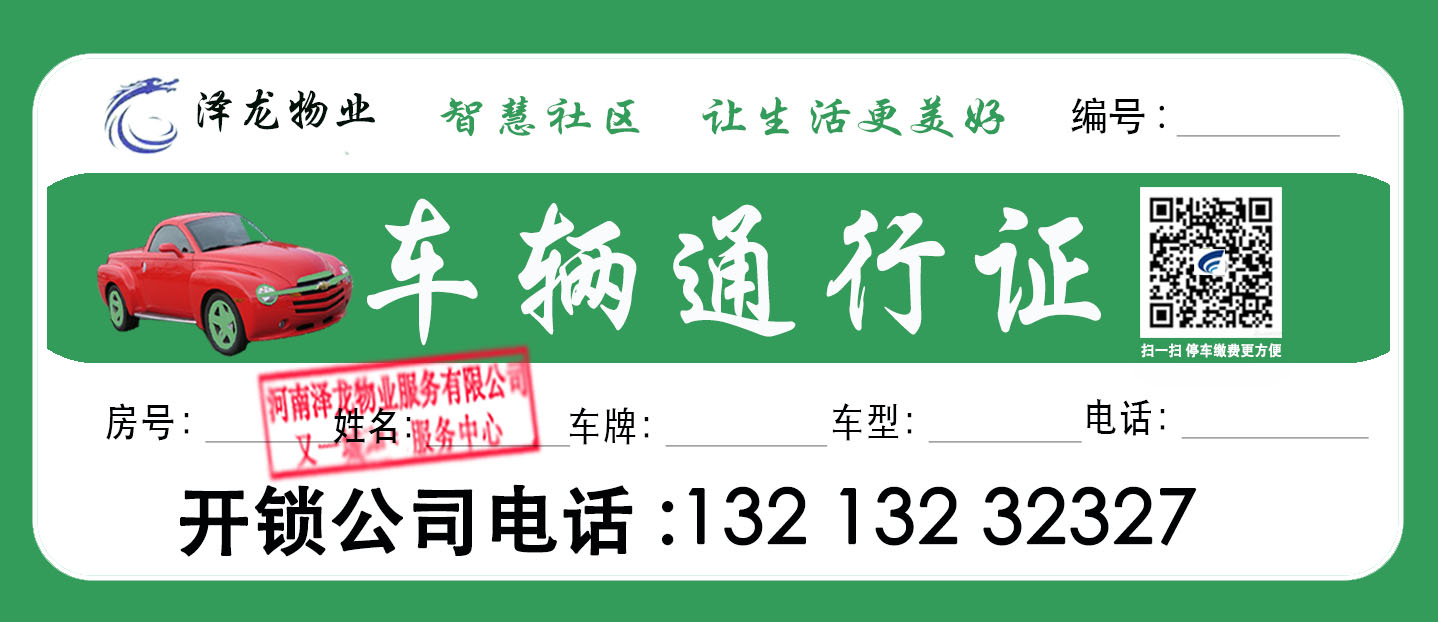 泽龙物业 智慧社区 让生活更美好 编号:
车辆通行证
扫一扫 停车缴费更方便
河南泽龙物业服务有限公司
又一 服务中心
房号: 姓名: 车牌: 车型: 电话:
开锁公司电话:132 132 32327